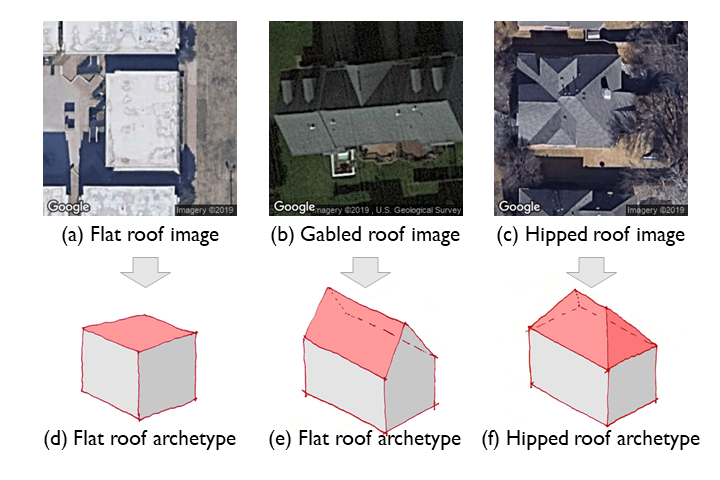 Google Imagery ©2019
Google magery ©2019 , U.S. Geological Survey
Google Imagery ©2019
(a) Flat roof image
(b) Gabled roof image
(c) Hipped roof image
(d) Flat roof archetype
(e) Flat roof archetype
(f) Hipped roof archetype